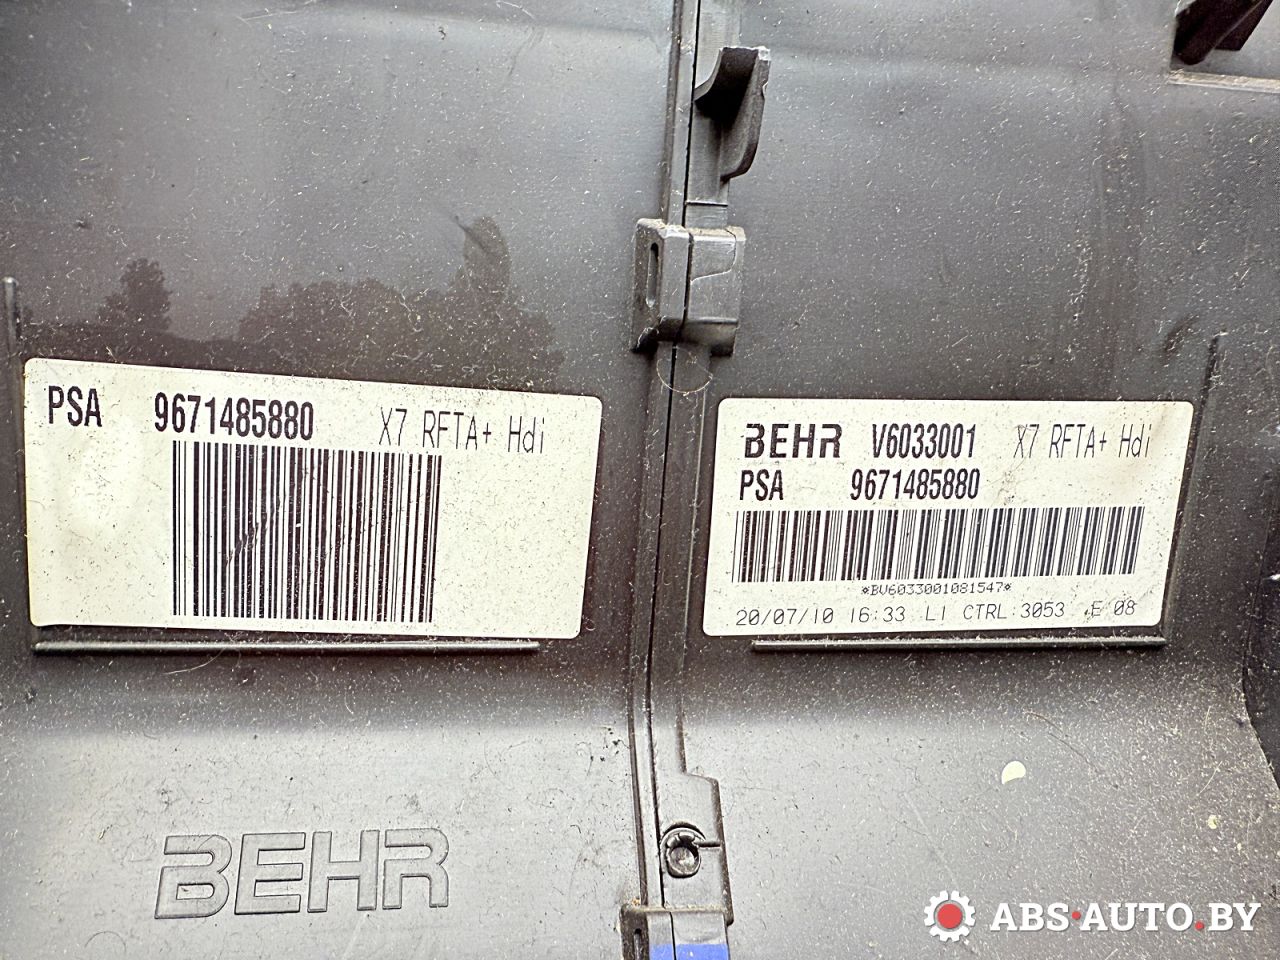 PSA 9671485880 X7 RFTA+ Hdi
BEHR V6033001 X7 RFTA+ Hdi
PSA 9671485880
*BV6033001081547*
20/07/10 16:33 L1 CTRL:3053 E 08
BEHR
ABS·AUTO.BY